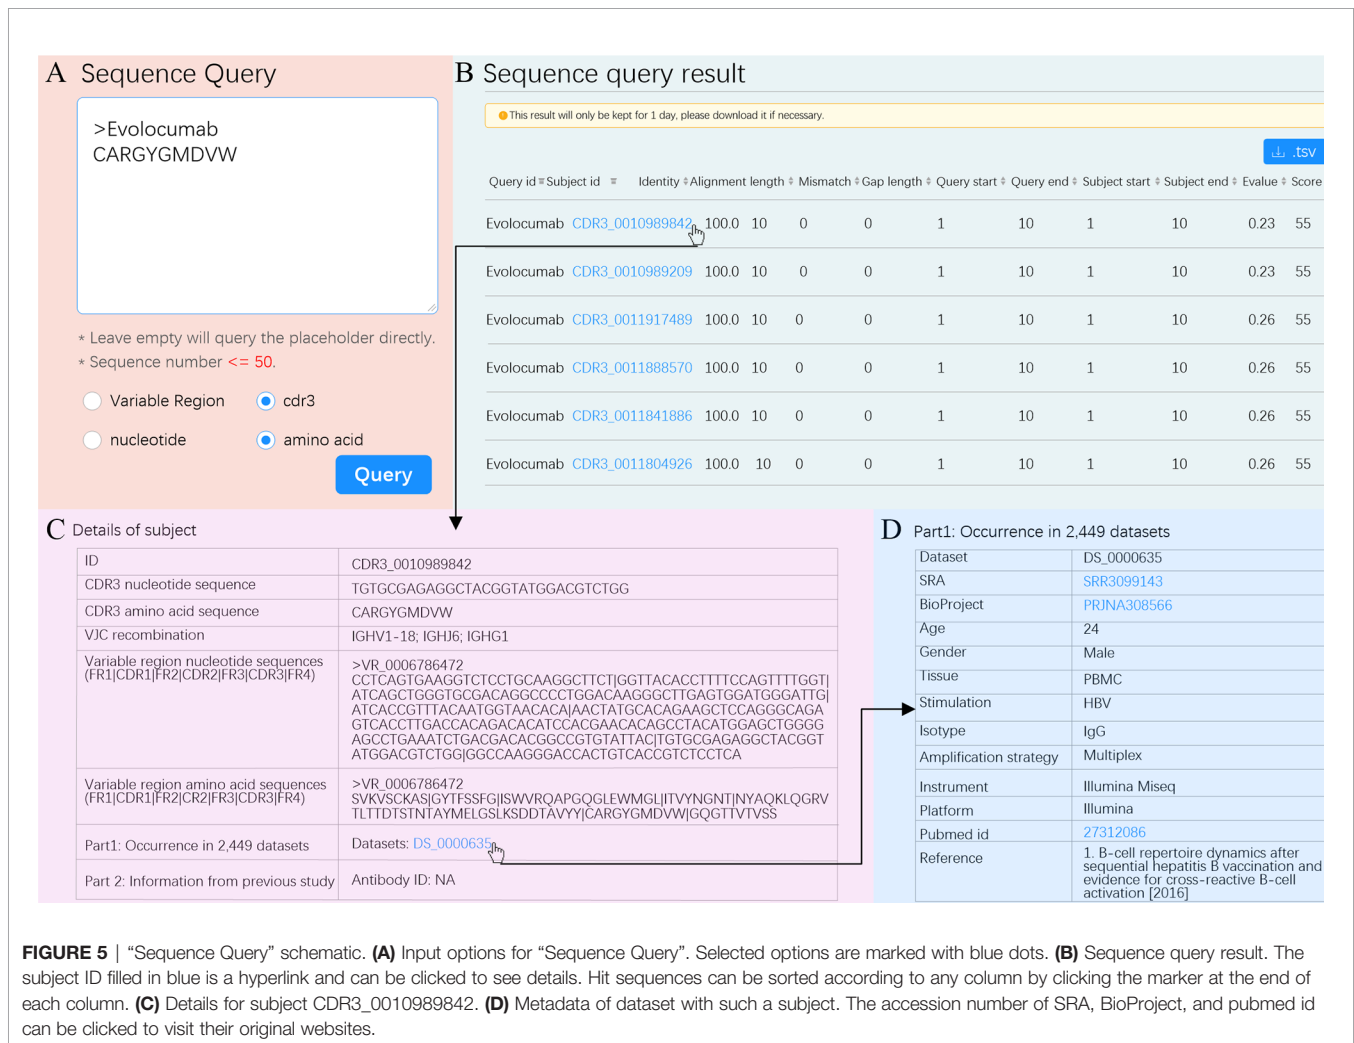 A Sequence Query
>Evolocumab
CARGYGMDVW
* Leave empty will query the placeholder directly.
* Sequence number <= 50.
Variable Region cdr3
nucleotide amino acid
Query
B Sequence query result
This result will only be kept for 1 day, please download it if necessary.
.tsv
Query id Subject id Identity Alignment length Mismatch Gap length Query start Query end Subject start Subject end Evalue Score
Evolocumab CDR3_0010989842 100.0 10 0 0 1 10 1 10 0.23 55
Evolocumab CDR3_0010989209 100.0 10 0 0 1 10 1 10 0.23 55
Evolocumab CDR3_0011917489 100.0 10 0 0 1 10 1 10 0.26 55
Evolocumab CDR3_0011888570 100.0 10 0 0 1 10 1 10 0.26 55
Evolocumab CDR3_0011841886 100.0 10 0 0 1 10 1 10 0.26 55
Evolocumab CDR3_0011804926 100.0 10 0 0 1 10 1 10 0.26 55
C Details of subject
ID CDR3_0010989842
CDR3 nucleotide sequence TGTGCGAGAGGCTACGGTATGGACGTCTGG
CDR3 amino acid sequence CARGYGMDVW
VJC recombination IGHV1-18; IGHJ6; IGHG1
Variable region nucleotide sequences
(FR1|CDR1|FR2|CDR2|FR3|CDR3|FR4)
>VR_0006786472
CCTCAGTGAAGGTCTCCTGCAAGGCTTCT|GGTTACACCTTTTCCAGTTTTGGT|
ATCAGCTGGGTGCGACAGGCCCCTGGACAAGGGCTTGAGTGGATGGGATTG|
ATCACCGTTTACAATGGTAACACA|AACTATGCACAGAAGCTCCAGGGCAGA
GTCACCTTGACCACAGACACATCCACGAACACAGCCTACATGGAGCTGGGG
AGCCTGAAATCTGACGACACGGCCGTGTATTAC|TGTGCGAGAGGCTACGGT
ATGGACGTCTGG|GGCCAAGGGACCACTGTCACCGTCTCCTCA
Variable region amino acid sequences
(FR1|CDR1|FR2|CR2|FR3|CDR3|FR4)
>VR_0006786472
SVKVSCKAS|GYTFSSFG|ISWVRQAPGQGLEWMGL|ITVYNGNT|NYAQKLQGRV
TLTTDTSTNTAYMELGSLKSDDTAVYY|CARGYGMDVW|GQGTTVTVSS
Part1: Occurrence in 2,449 datasets Datasets: DS_0000635
Part 2: Information from previous study Antibody ID: NA
D Part1: Occurrence in 2,449 datasets
Dataset DS_0000635
SRA SRR3099143
BioProject PRJNA308566
Age 24
Gender Male
Tissue PBMC
Stimulation HBV
Isotype IgG
Amplification strategy Multiplex
Instrument Illumina Miseq
Platform Illumina
Pubmed id 27312086
Reference 1. B-cell repertoire dynamics after
sequential hepatitis B vaccination and
evidence for cross-reactive B-cell
activation [2016]
FIGURE 5 | “Sequence Query” schematic. (A) Input options for “Sequence Query”. Selected options are marked with blue dots. (B) Sequence query result. The
subject ID filled in blue is a hyperlink and can be clicked to see details. Hit sequences can be sorted according to any column by clicking the marker at the end of
each column. (C) Details for subject CDR3_0010989842. (D) Metadata of dataset with such a subject. The accession number of SRA, BioProject, and pubmed id
can be clicked to visit their original websites.